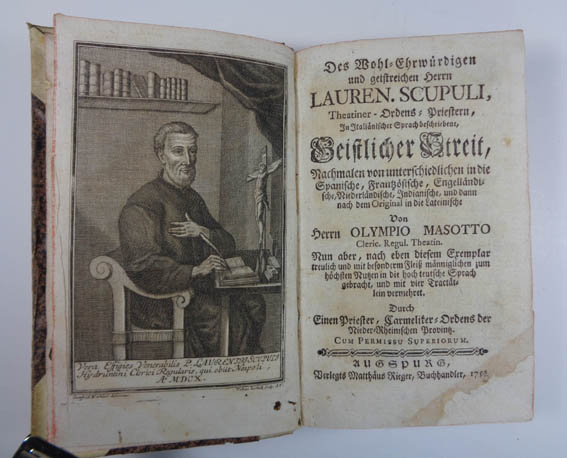 Vera Effigies Venerabilis P. LAURENTII SCUPULI
Hydruntini Clerici Regularis, qui obiit Neapoli,
A.º MDCX.
Des Wohl-Ehrwürdigen
und geistreichen Herrn
LAUREN. SCUPULI,
Theatiner-Ordens-Priestern,
In Italiänischer Sprach beschriebener,
Geistlicher Streit,
Nachmalen von unterschiedlichen in die
Spanische, Frantzösische, Engelländi-
sche, Niederländische, Indianische, und dann
nach dem Original in die Lateinische
Von
Herrn OLYMPIO MASOTTO
Cleric. Regul. Theatin.
Nun aber, nach eben diesem Exemplar
treulich und mit besonderm Fleiß männiglichen zum
höchsten Nutzen in die hoch teutsche Sprach
gebracht, und mit vier Tractät-
lein vermehret.
Durch
Einen Priester, Carmeliter-Ordens der
Nieder-Rheinischen Provintz.
CUM PERMISSU SUPERIORUM.
AUGSPURG,
Verlegts Matthäus Rieger, Buchhandler,